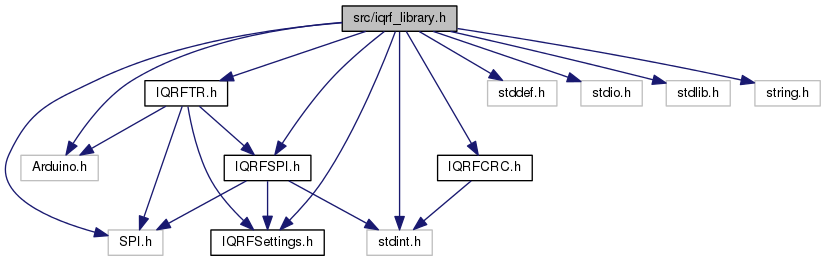 src/iqrf_library.h
IQRFTR.h
stddef.h
stdio.h
stdlib.h
string.h
Arduino.h
IQRFSPI.h
IQRFCRC.h
SPI.h
IQRFSettings.h
stdint.h